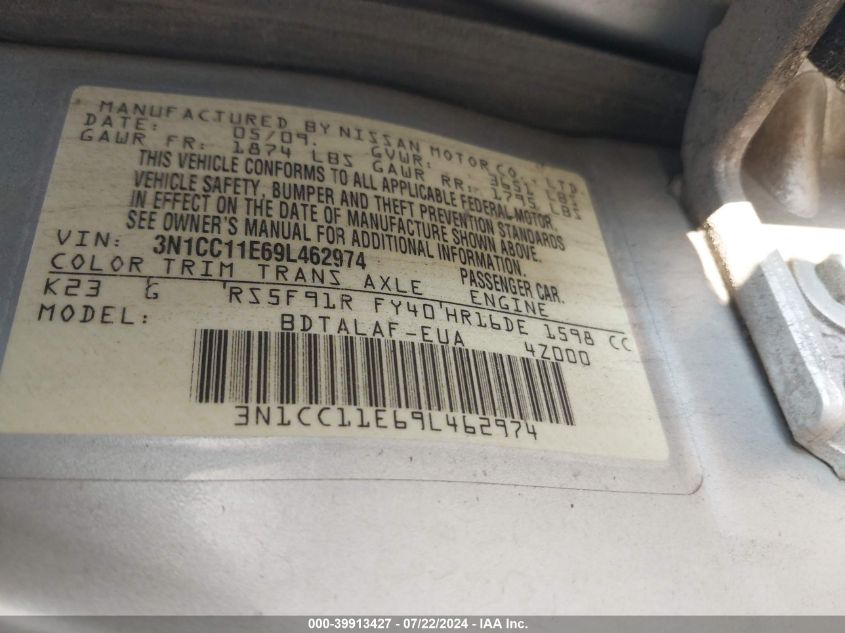 MANUFACTURED BY NISSAN MOTOR CO., LTD
DATE: 05/09. GVWR: 3651 LBS
GAWR FR: 1874 LBS GAWR RR: 1795 LBS
THIS VEHICLE CONFORMS TO ALL APPLICABLE FEDERAL MOTOR
VEHICLE SAFETY, BUMPER AND THEFT PREVENTION STANDARDS
IN EFFECT ON THE DATE OF MANUFACTURE SHOWN ABOVE.
SEE OWNER'S MANUAL FOR ADDITIONAL INFORMATION.
VIN: 3N1CC11E69L462974 PASSENGER CAR.
COLOR TRIM TRANS AXLE ENGINE
K23 G RS5F91R FY40 HR16DE 1598 CC
MODEL: BDTALAF-EUA 4Z000
3N1CC11E69L462974
000-39913427 - 07/22/2024 - IAA Inc.